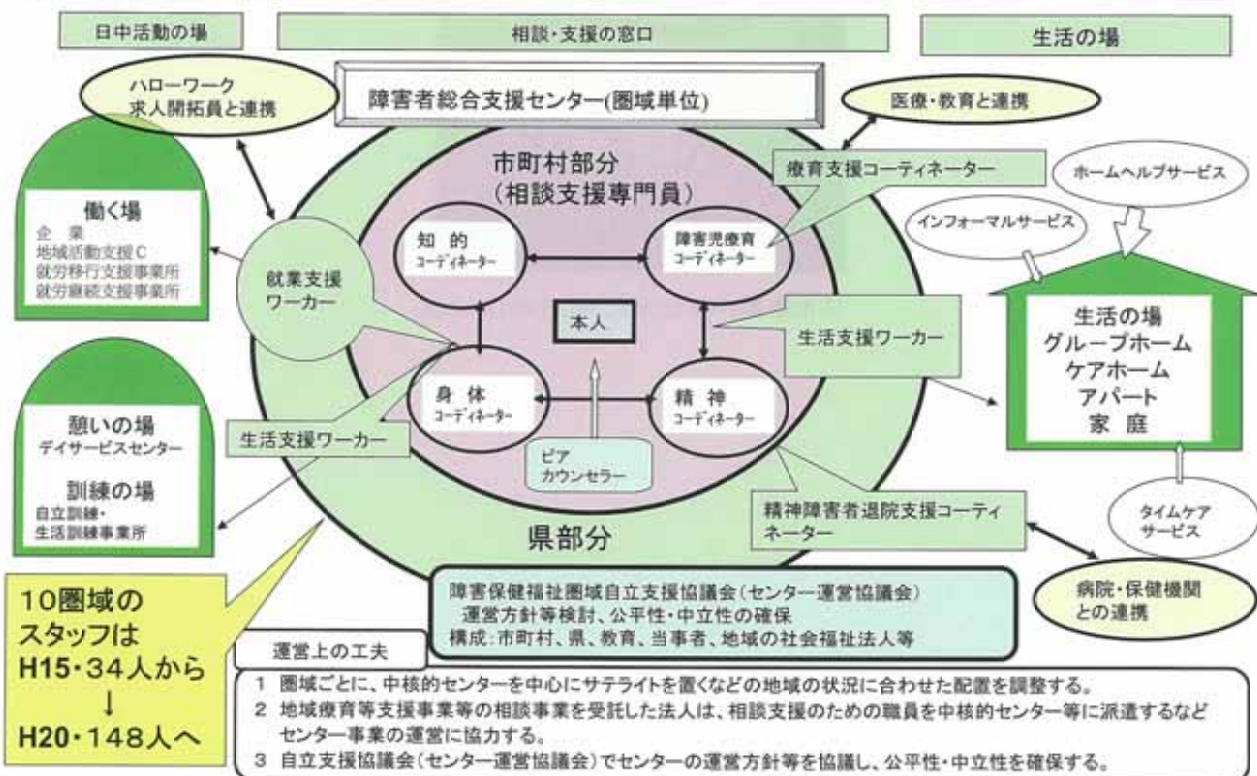 日中活動の場
相談・支援の窓口
生活の場
ハローワーク
求人開拓員と連携
障害者総合支援センター(圏域単位)
医療・教育と連携
市町村部分
(相談支援専門員)
療育支援コーティネーター
ホームヘルプサービス
インフォーマルサービス
働く場
企　業
地域活動支援C
就労移行支援事業所
就労継続支援事業所
知　的
コーディネーター
障害児療育
コーディネーター
就業支援
ワーカー
本人
生活支援ワーカー
生活の場
グループホーム
ケアホーム
アパート
家　庭
身　体
コーディネーター
精　神
コーディネーター
憩いの場
デイサービスセンター
訓練の場
自立訓練・
生活訓練事業所
生活支援ワーカー
ピア
カウンセラー
精神障害者退院支援コーティ
ネーター
タイムケア
サービス
県部分
病院・保健機関
との連携
10圏域の
スタッフは
H15・34人から
↓
H20・148人へ
障害保健福祉圏域自立支援協議会(センター運営協議会)
運営方針等検討、公平性・中立性の確保
構成:市町村、県、教育、当事者、地域の社会福祉法人等
運営上の工夫
1 圏域ごとに、中核的センターを中心にサテライトを置くなどの地域の状況に合わせた配置を調整する。
2 地域療育等支援事業等の相談事業を受託した法人は、相談支援のための職員を中核的センター等に派遣するなど
センター事業の運営に協力する。
3 自立支援協議会(センター運営協議会)でセンターの運営方針等を協議し、公平性・中立性を確保する。